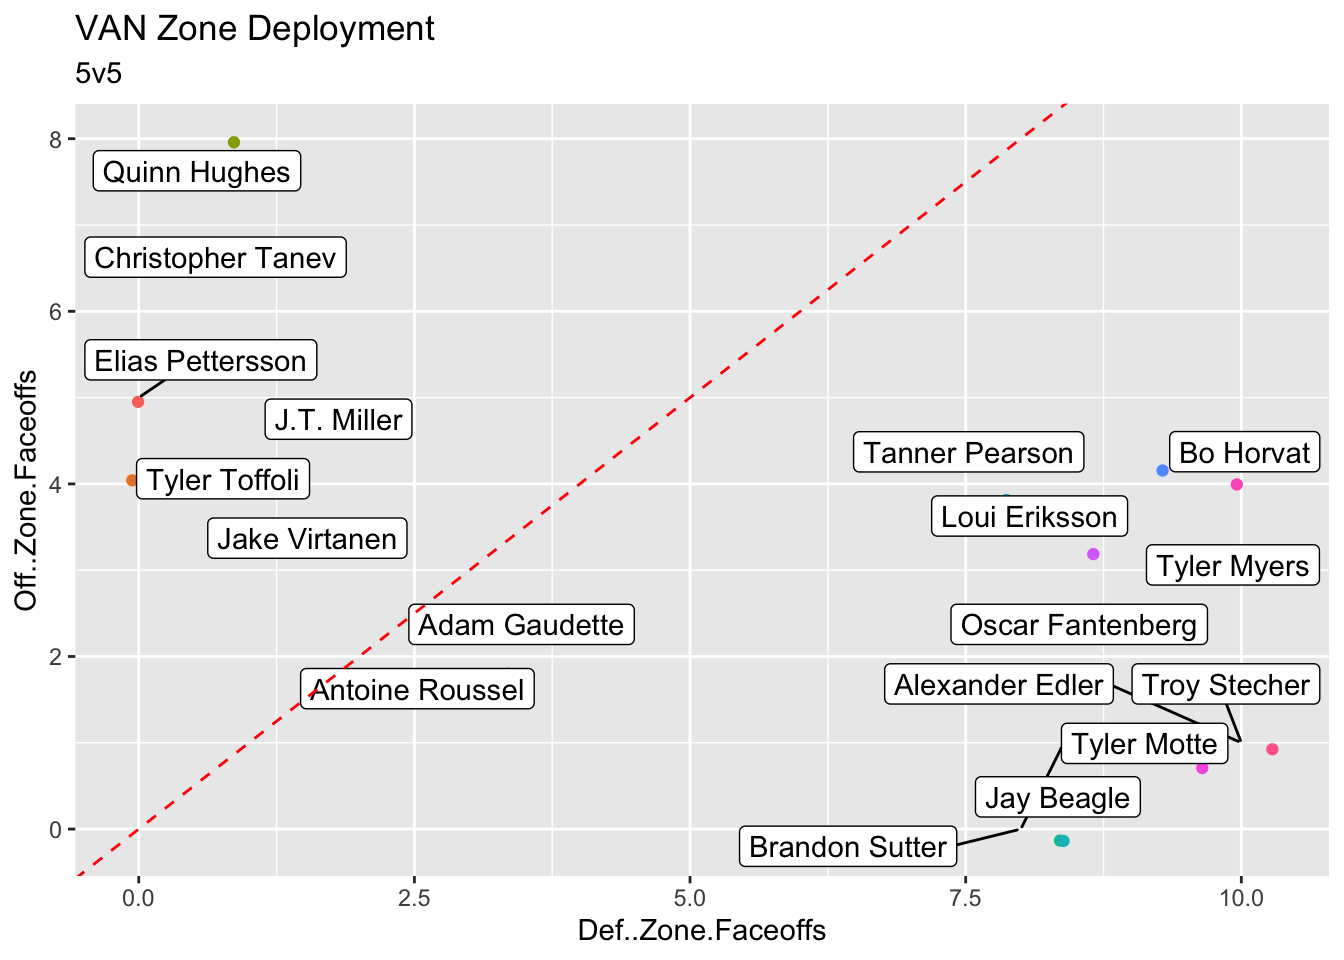 VAN Zone Deployment
5v5
Off..Zone.Faceoffs
8
6
4
2
0
Quinn Hughes
Christopher Tanev
Elias Pettersson
J.T. Miller
Tanner Pearson
Bo Horvat
Tyler Toffoli
Loui Eriksson
Jake Virtanen
Tyler Myers
Adam Gaudette
Oscar Fantenberg
Antoine Roussel
Alexander Edler
Troy Stecher
Tyler Motte
Jay Beagle
Brandon Sutter
0.0
2.5
5.0
7.5
10.0
Def..Zone.Faceoffs